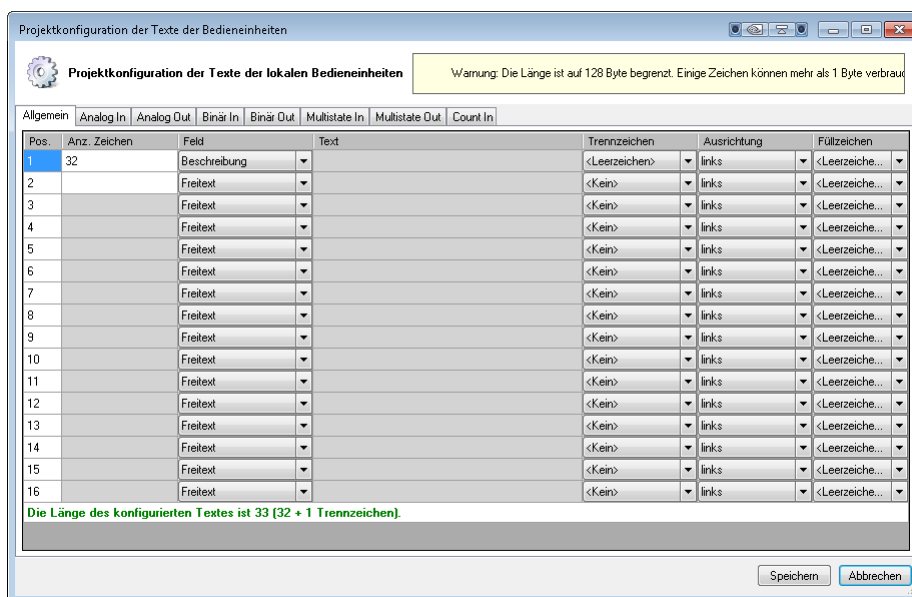 Projektkonfiguration der Texte der Bedieneinheiten
Projektkonfiguration der Texte der lokalen Bedieneinheiten
Warnung: Die Länge ist auf 128 Byte begrenzt. Einige Zeichen können mehr als 1 Byte verbrauc
Allgemein Analog In Analog Out Binär In Binär Out Multistate In Multistate Out Count In
Pos. Anz. Zeichen Feld Text Trennzeichen Ausrichtung Füllzeichen
1 32 Beschreibung <Leerzeichen> links <Leerzeiche...
2 Freitext <Kein> links <Leerzeiche...
3 Freitext <Kein> links <Leerzeiche...
4 Freitext <Kein> links <Leerzeiche...
5 Freitext <Kein> links <Leerzeiche...
6 Freitext <Kein> links <Leerzeiche...
7 Freitext <Kein> links <Leerzeiche...
8 Freitext <Kein> links <Leerzeiche...
9 Freitext <Kein> links <Leerzeiche...
10 Freitext <Kein> links <Leerzeiche...
11 Freitext <Kein> links <Leerzeiche...
12 Freitext <Kein> links <Leerzeiche...
13 Freitext <Kein> links <Leerzeiche...
14 Freitext <Kein> links <Leerzeiche...
15 Freitext <Kein> links <Leerzeiche...
16 Freitext <Kein> links <Leerzeiche...
Die Länge des konfigurierten Textes ist 33 (32 + 1 Trennzeichen).
Speichern Abbrechen